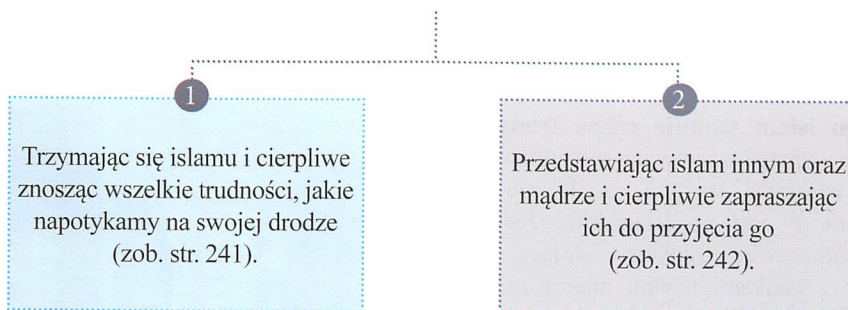 1
Trzymając się islamu i cierpliwe
znosząc wszelkie trudności, jakie
napotykamy na swojej drodze
(zob. str. 241).
2
Przedstawiając islam innym oraz
mądrze i cierpliwie zapraszając
ich do przyjęcia go
(zob. str. 242).